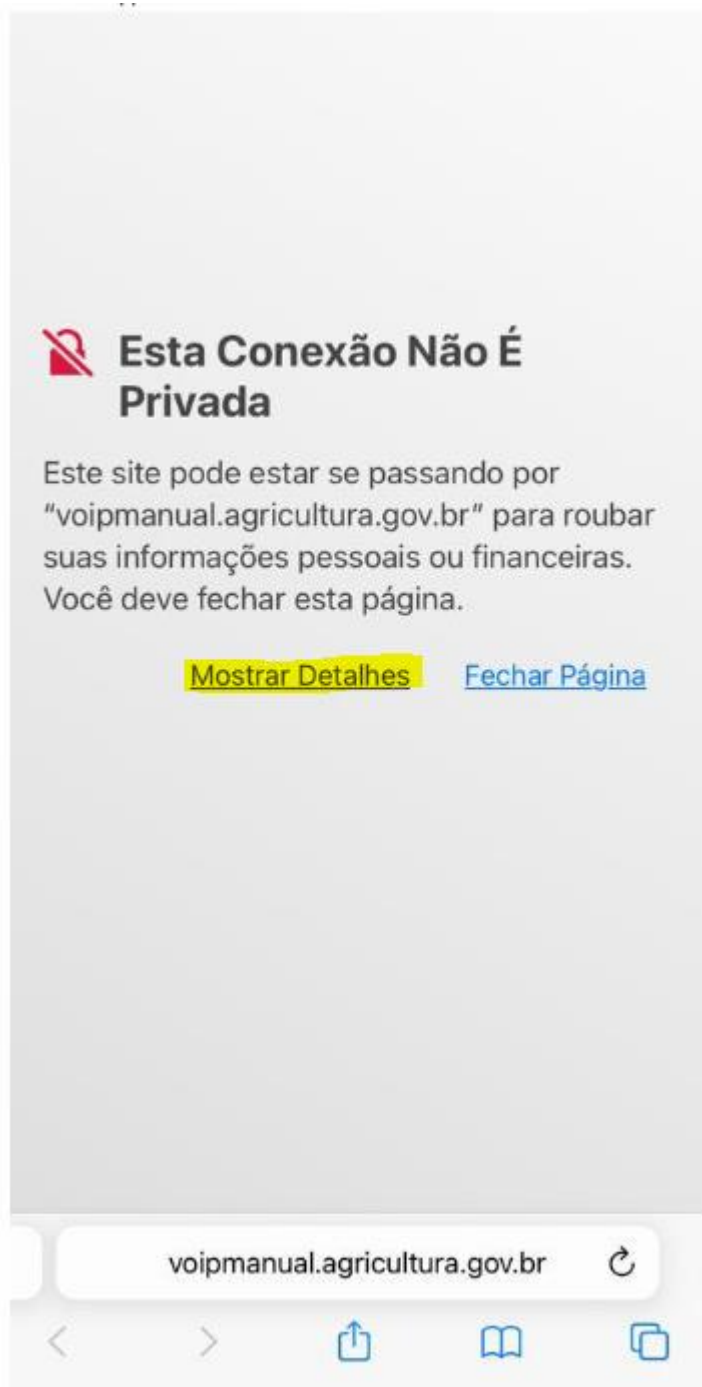 Esta Conexão Não É
Privada
Este site pode estar se passando por
“voipmanual.agricultura.gov.br” para roubar
suas informações pessoais ou financeiras.
Você deve fechar esta página.
Mostrar Detalhes Fechar Página
voipmanual.agricultura.gov.br